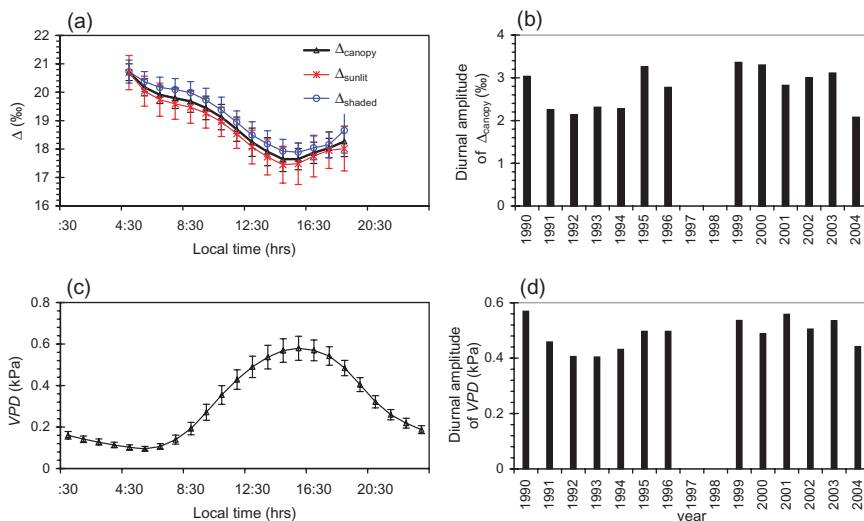 (a)
Δcanopy
Δsunlit
Δshaded
22
21
20
19
18
17
16
Δ (‰)
:30 4:30 8:30 12:30 16:30 20:30
Local time (hrs)
(b)
4
3
2
1
0
Diurnal amplitude
of Δcanopy (‰)
1990 1991 1992 1993 1994 1995 1996 1997 1998 1999 2000 2001 2002 2003 2004
(c)
0.8
0.6
0.4
0.2
0
VPD (kPa)
:30 4:30 8:30 12:30 16:30 20:30
Local time (hrs)
(d)
0.6
0.4
0.2
0
Diurnal amplitude
of VPD (kPa)
1990 1991 1992 1993 1994 1995 1996 1997 1998 1999 2000 2001 2002 2003 2004
year